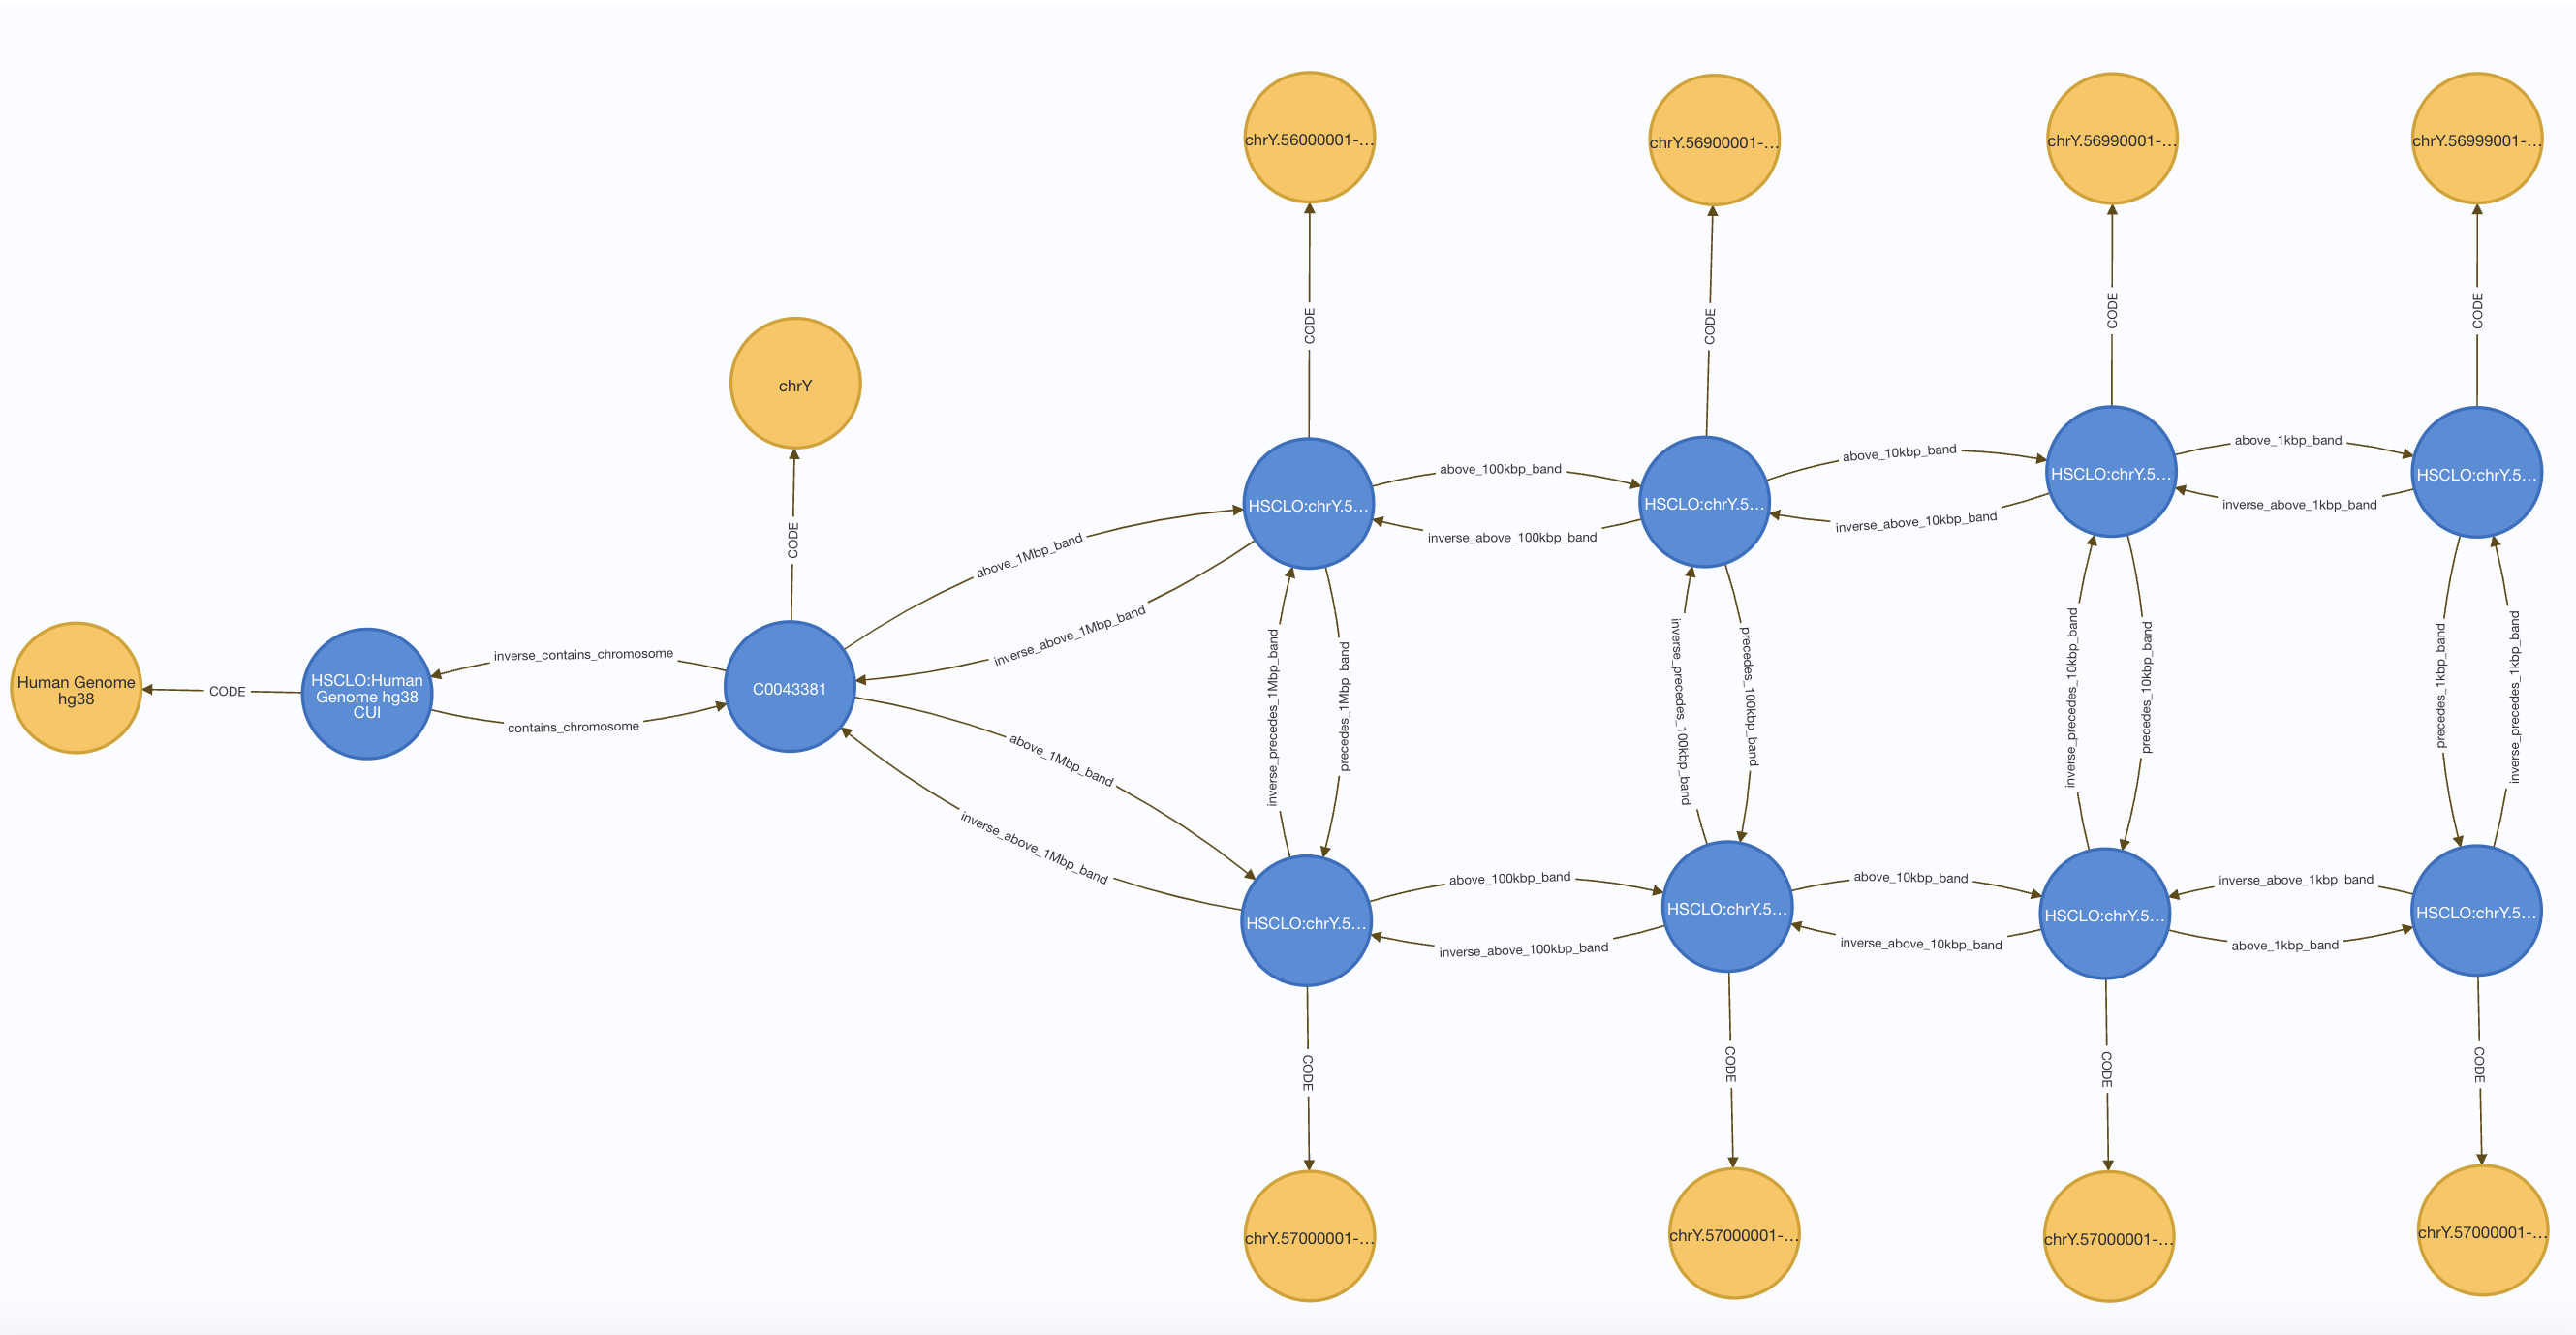 chrY.56000001-...
chrY.56900001-...
chrY.56990001-...
chrY.56999001-...
CODE
CODE
CODE
CODE
chrY
CODE
HSCLO:chrY.5...
above_100kbp_band
inverse_above_100kbp_band
HSCLO:chrY.5...
above_10kbp_band
inverse_above_10kbp_band
HSCLO:chrY.5...
above_1kbp_band
inverse_above_1kbp_band
HSCLO:chrY.5...
above_1Mbp_band
inverse_above_1Mbp_band
Human Genome
hg38
CODE
HSCLO:Human
Genome hg38
CUI
inverse_contains_chromosome
contains_chromosome
C0043381
above_1Mbp_band
inverse_above_1Mbp_band
inverse_precedes_1Mbp_band
precedes_1Mbp_band
inverse_precedes_100kbp_band
precedes_100kbp_band
inverse_precedes_10kbp_band
precedes_10kbp_band
precedes_1kbp_band
inverse_precedes_1kbp_band
HSCLO:chrY.5...
above_100kbp_band
inverse_above_100kbp_band
HSCLO:chrY.5...
above_10kbp_band
inverse_above_10kbp_band
HSCLO:chrY.5...
inverse_above_1kbp_band
above_1kbp_band
HSCLO:chrY.5...
CODE
CODE
CODE
CODE
chrY.57000001-...
chrY.57000001-...
chrY.57000001-...
chrY.57000001-...